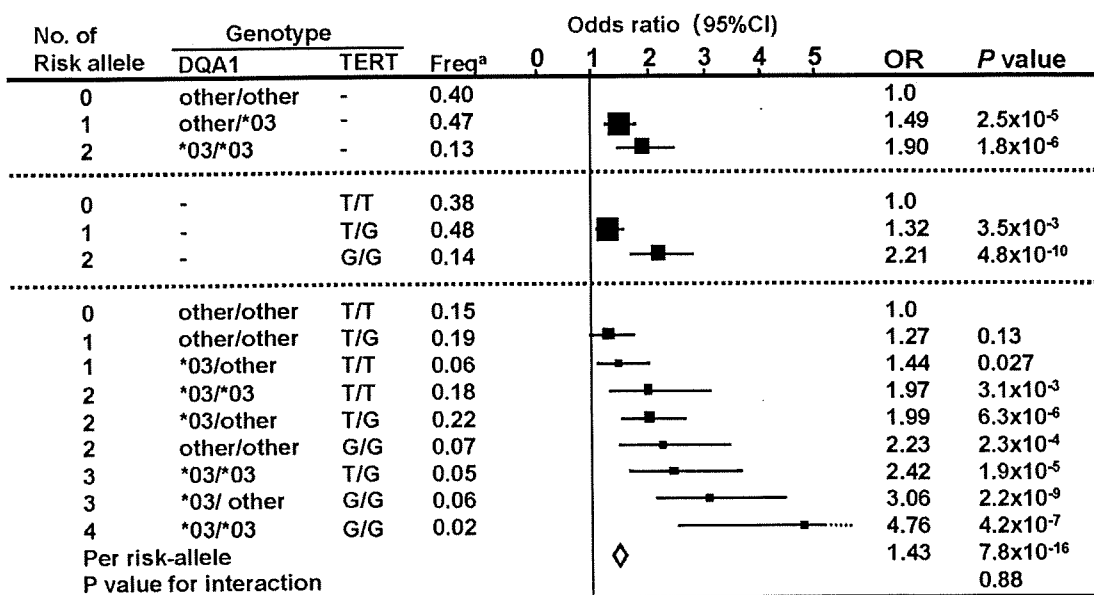 Odds ratio (95%CI)
No. of Genotype
Risk allele DQA1 TERT Freqᵃ 0 1 2 3 4 5 OR P value
0 other/other - 0.40 1.0
1 other/*03 - 0.47 1.49 2.5x10⁻⁵
2 *03/*03 - 0.13 1.90 1.8x10⁻⁶
0 - T/T 0.38 1.0
1 - T/G 0.48 1.32 3.5x10⁻³
2 - G/G 0.14 2.21 4.8x10⁻¹⁰
0 other/other T/T 0.15 1.0
1 other/other T/G 0.19 1.27 0.13
1 *03/other T/T 0.06 1.44 0.027
2 *03/*03 T/T 0.18 1.97 3.1x10⁻³
2 *03/other T/G 0.22 1.99 6.3x10⁻⁶
2 other/other G/G 0.07 2.23 2.3x10⁻⁴
3 *03/*03 T/G 0.05 2.42 1.9x10⁻⁵
3 *03/ other G/G 0.06 3.06 2.2x10⁻⁹
4 *03/*03 G/G 0.02 4.76 4.2x10⁻⁷
Per risk-allele 1.43 7.8x10⁻¹⁶
P value for interaction 0.88